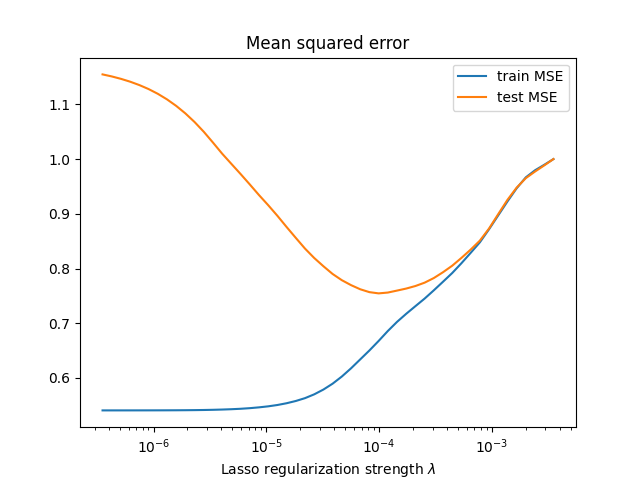 Mean squared error
train MSE
test MSE
1.1
1.0
0.9
0.8
0.7
0.6
10⁻⁶ 10⁻⁵ 10⁻⁴ 10⁻³
Lasso regularization strength λ